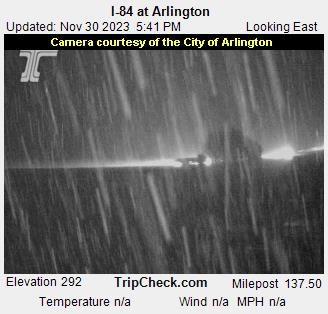 I-84 at Arlington
Updated: Nov 30 2023 5:41 PM Looking East
Camera courtesy of the City of Arlington
Elevation 292 TripCheck.com Milepost 137.50
Temperature n/a Wind n/a MPH n/a